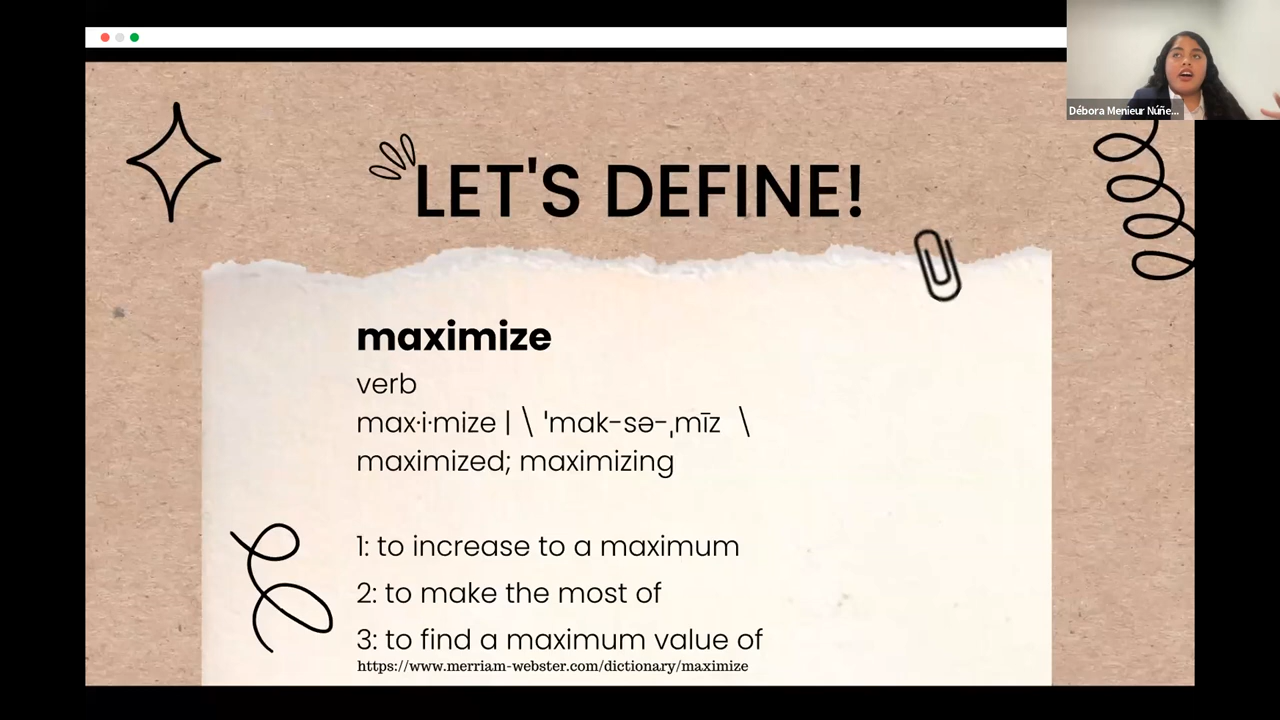 Débora Menieur Núñe...
LET'S DEFINE!
maximize
verb
max·i·mize | \ ˈmak-sə-ˌmīz \
maximized; maximizing
1: to increase to a maximum
2: to make the most of
3: to find a maximum value of
https://www.merriam-webster.com/dictionary/maximize